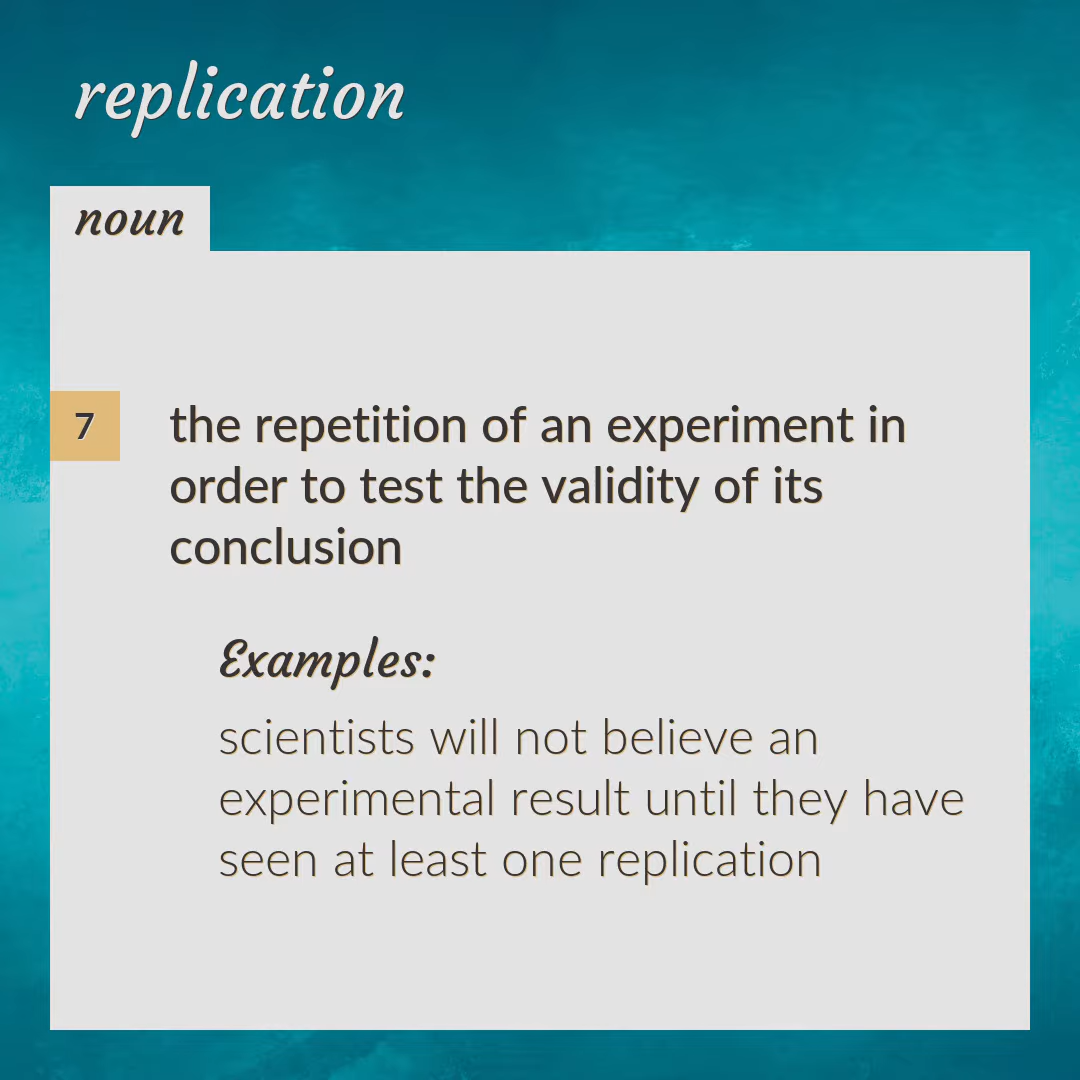 replication
noun
7
the repetition of an experiment in
order to test the validity of its
conclusion
Examples:
scientists will not believe an
experimental result until they have
seen at least one replication